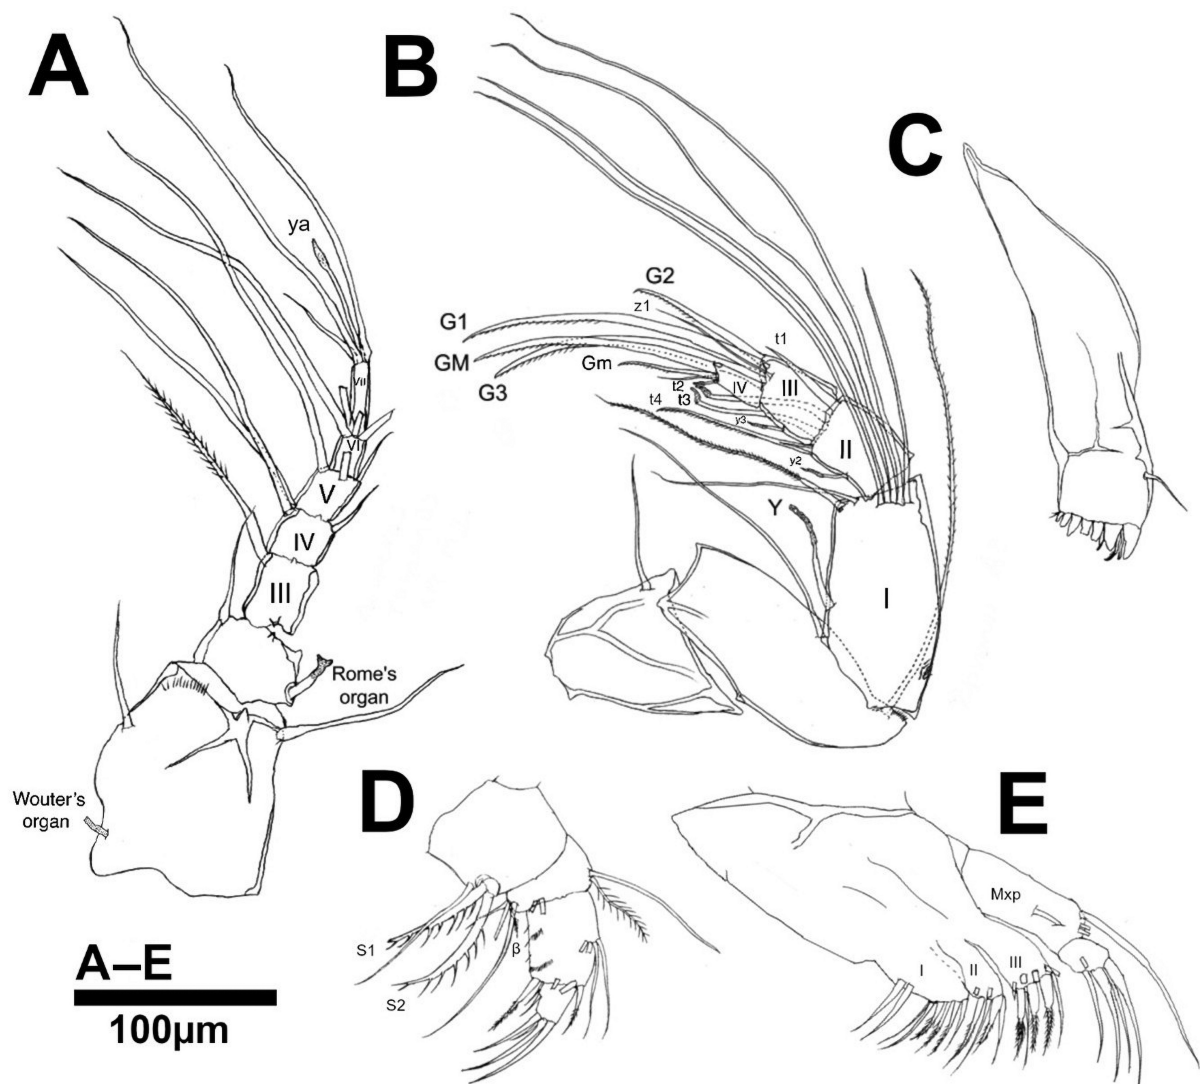 A
ya
VII
VI
V
IV
III
Rome's
organ
Wouter's
organ
A–E
100µm
B
G2
z1
G1
t1
GM
Gm
G3
IV
III
t2
t3
t4
y3
II
y2
Y
I
C
D
S1
β
S2
E
Mxp
I
II
III